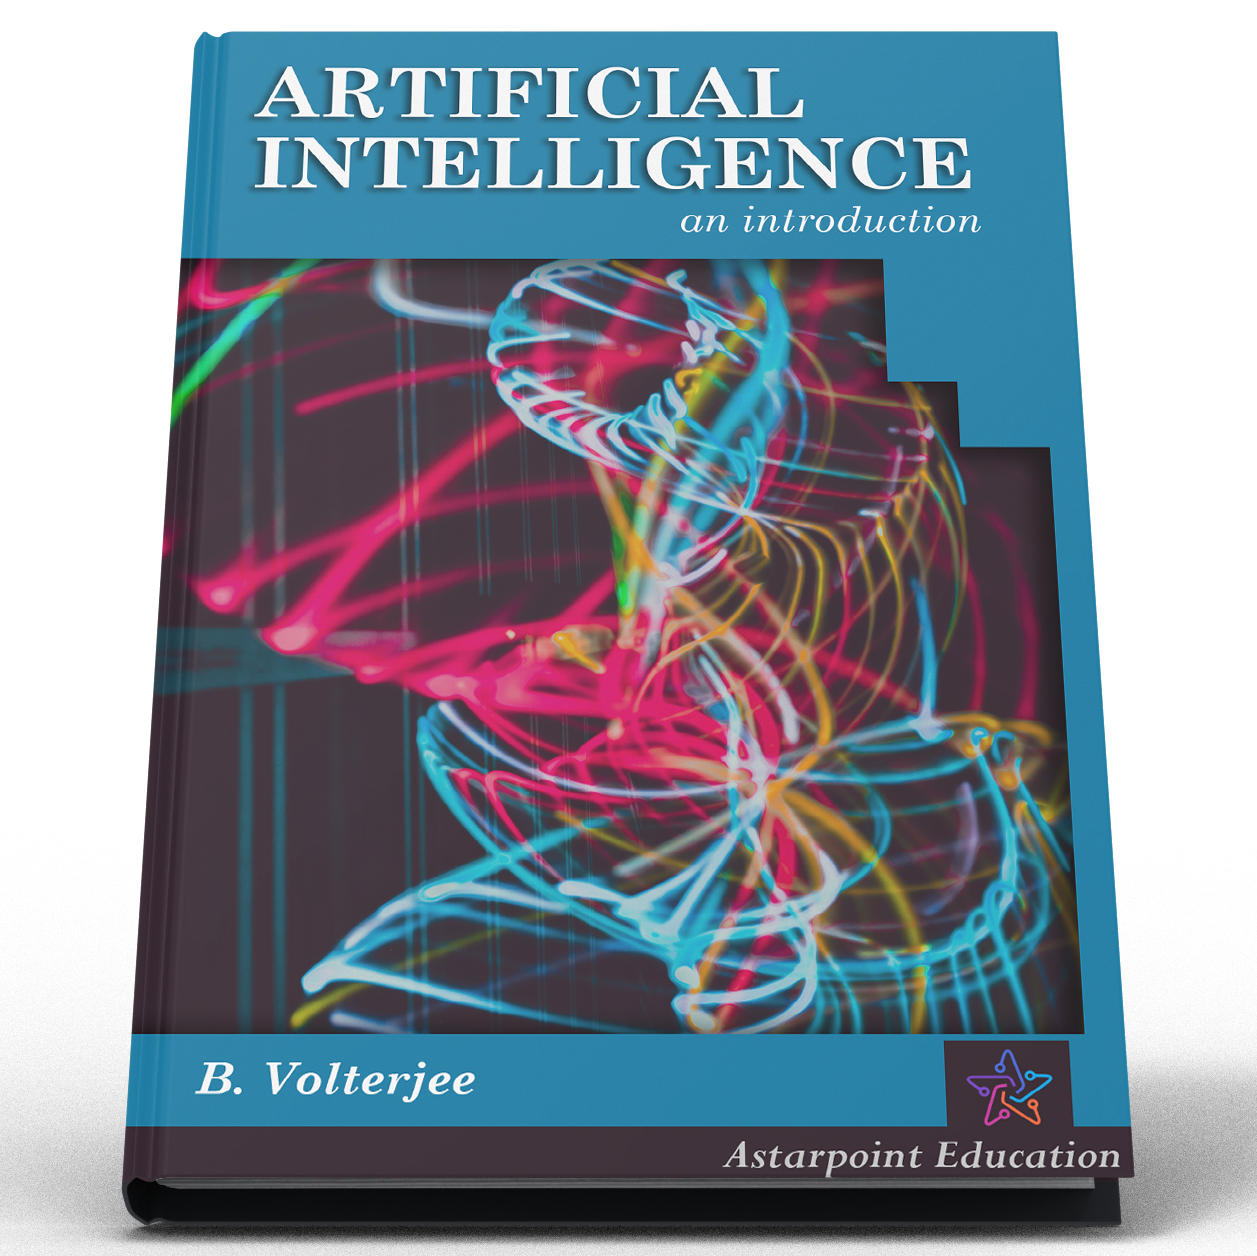 ARTIFICIAL
INTELLIGENCE
an introduction
B. Volterjee
Astarpoint Education